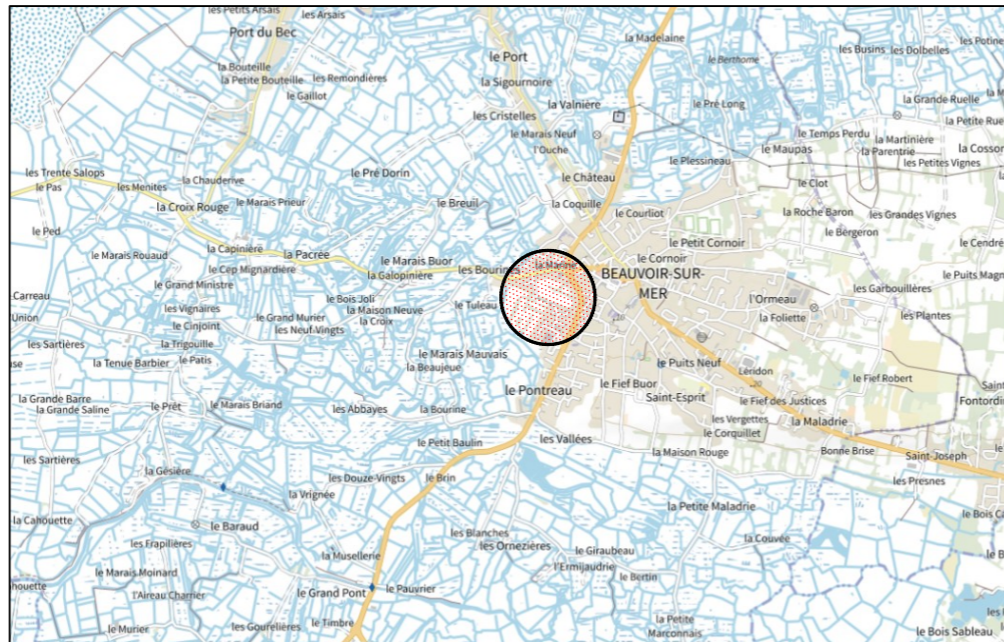 les Petits Arsais
les Arsais
Port du Bec
la Bouteille
la Petite Bouteille
les Remondières
le Gaillot
le Port
la Sigournoire
la Valnière
les Cristelles
le Marais Neuf
l'Ouche
la Madelaine
le Berthome
le Pré Long
les Busins
les Dolbelles
les Potine
la Grande Ruelle
la Petite Rue
le Temps Perdu
la Martinière
le Maupas
la Parentrie
la Cosson
les Petites Vignes
le Plessineau
le Clot
les Trente Salops
le Pas
les Menites
la Chauderive
le Pré Dorin
le Château
la Croix Rouge
le Marais Prieur
le Breuil
la Coquille
le Courliot
la Roche Baron
les Grandes Vignes
le Bergeron
le Ped
la Capinière
la Pacrée
le Petit Cornoir
le Cendre
le Marais Rouaud
le Marais Buor
les Bourines
la Marine
le Cornoir
le Cep Mignardière
la Galopinière
BEAUVOIR-SUR-
MER
le Puits Magn
le Grand Ministre
les Garbouillères
Carreau
le Bois Joli
le Tuleau
l'Ormeau
les Vignaires
la Maison Neuve
la Foliette
les Plantes
Union
le Cinjoint
le Grand Murier
la Croix
les Neuf-Vingts
les Sartières
la Trigouille
le Marais Mauvais
la Tenue Barbier
le Patis
la Beaujeue
le Puits Neuf
Léridon
le Fief Robert
le Pontreau
le Fief Buor
Saint-Esprit
le Fief des Justices
Fontordin
la Grande Barre
la Grande Saline
le Prêt
le Marais Briand
les Abbayes
la Bourine
les Vergettes
la Maladrie
le Corquillet
le Petit Baulin
les Vallées
la Maison Rouge
Bonne Brise
Saint-Joseph
les Sartières
la Gésière
les Douze-Vingts
le Brin
les Presnes
la Vrignée
la Petite Maladrie
la Cahouette
le Baraud
les Blanches
la Couvée
le Bois
les Frapilières
la Musellerie
les Ornezières
le Giraubeau
l'Ermijaudrie
le Marais Moinard
le Bertin
l'Aireau Charrier
le Grand Pont
le Pauvrier
le Timbre
la Petite
Marconnais
le Murier
les Gourelières
le Bois Sableau